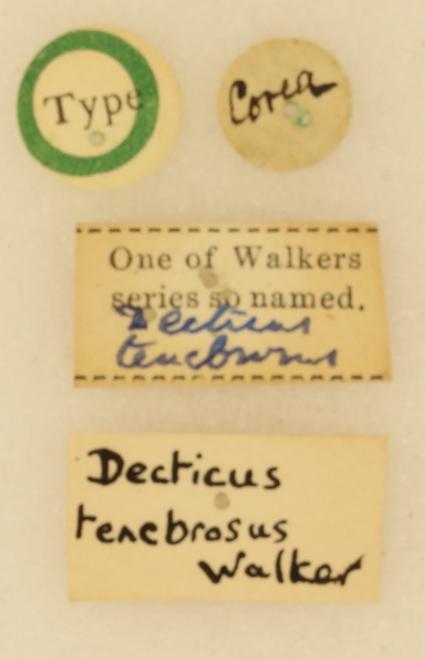 Type
Corea
One of Walkers
series so named.
Decticus
tenebrosus
Decticus
tenebrosus
Walker